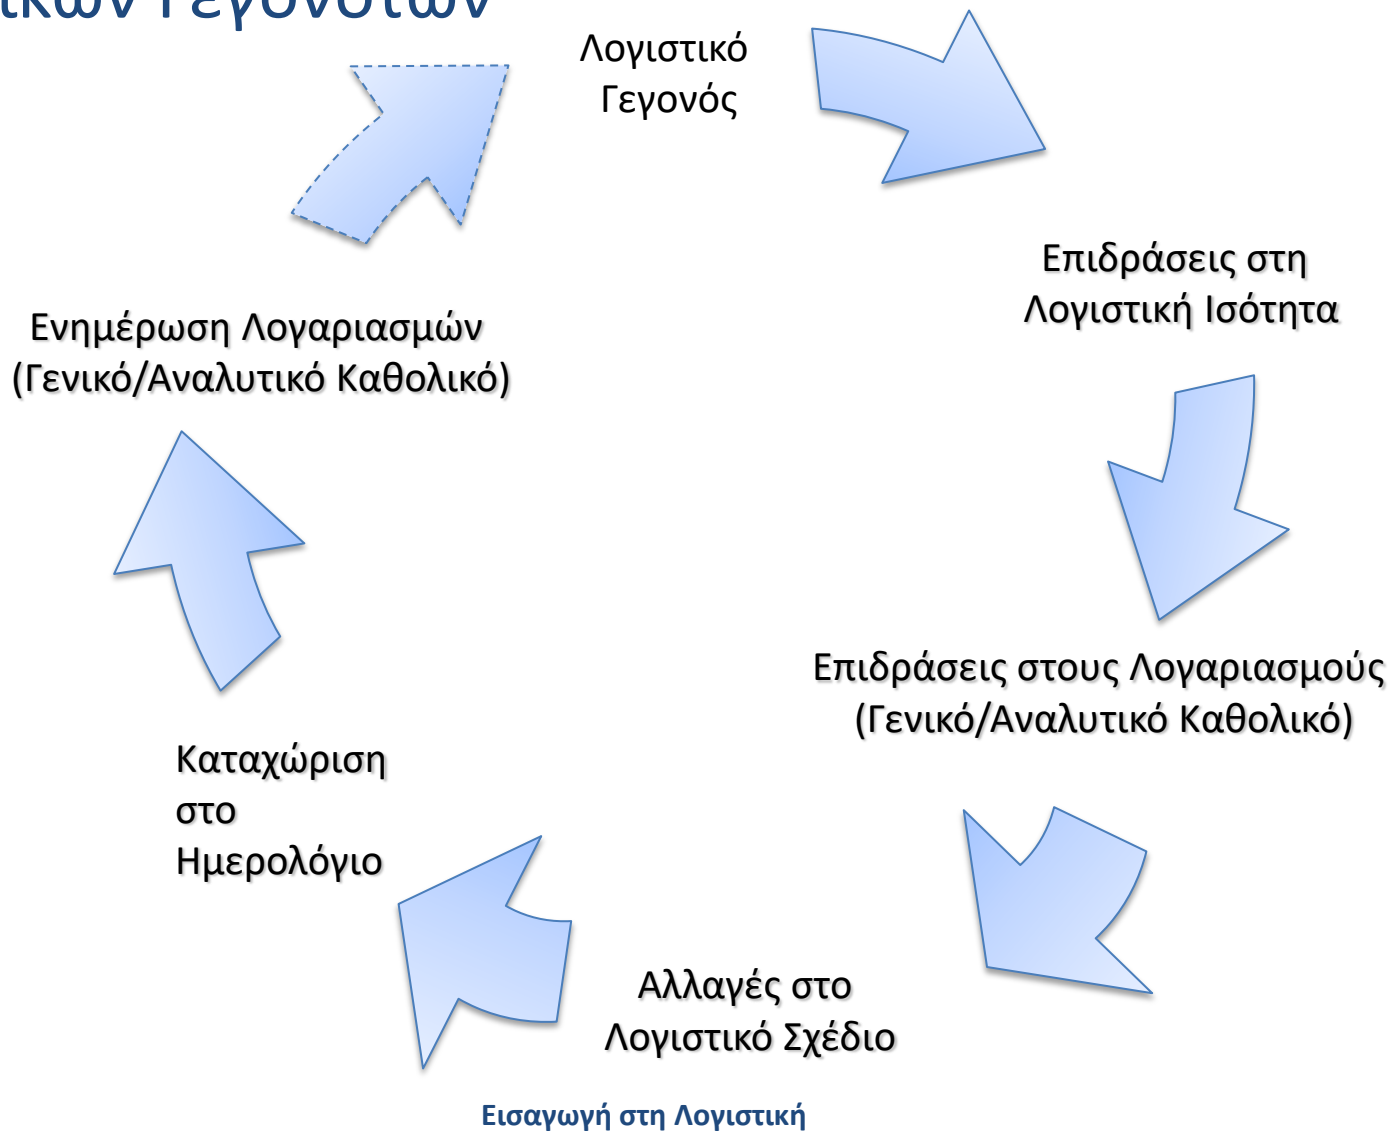 Γεγονότων
Λογιστικό
Γεγονός
Επιδράσεις στη
Λογιστική Ισότητα
Επιδράσεις στους Λογαριασμούς
(Γενικό/Αναλυτικό Καθολικό)
Αλλαγές στο
Λογιστικό Σχέδιο
Καταχώριση
στο
Ημερολόγιο
Ενημέρωση Λογαριασμών
(Γενικό/Αναλυτικό Καθολικό)
Εισαγωγή στη Λογιστική